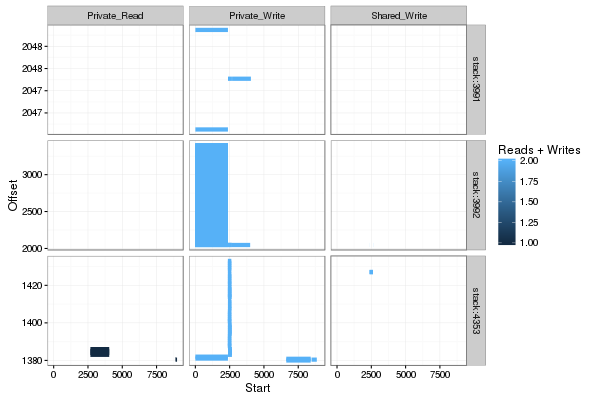 Private_Read Private_Write Shared_Write
2048
2048
2047
2047
stack::3991
Reads + Writes
2.00
1.75
1.50
1.25
1.00
3000
2500
2000
stack::3992
Offset
1420
1400
1380
stack::4353
0 2500 5000 7500 0 2500 5000 7500 0 2500 5000 7500
Start